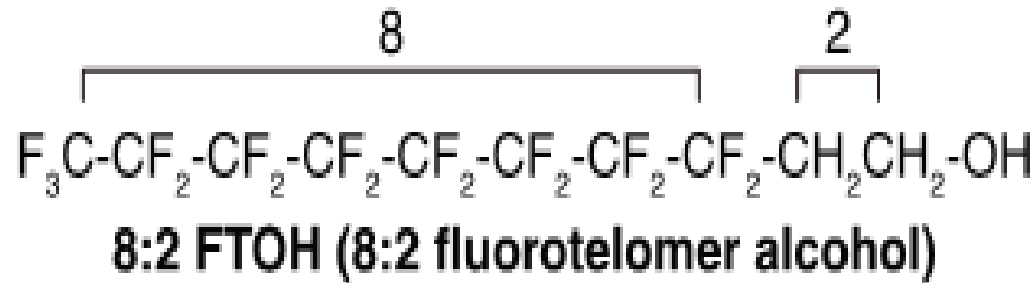 8 2
F₃C-CF₂-CF₂-CF₂-CF₂-CF₂-CF₂-CF₂-CH₂CH₂-OH
8:2 FTOH (8:2 fluorotelomer alcohol)